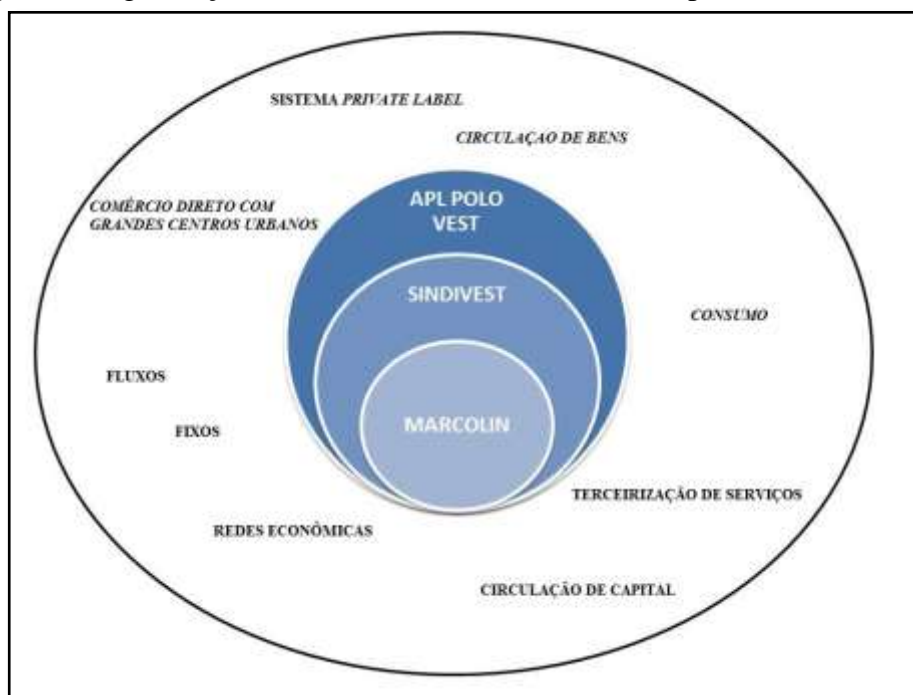 SISTEMA PRIVATE LABEL
CIRCULAÇAO DE BENS
APL POLO
VEST
COMÉRCIO DIRETO COM
GRANDES CENTROS URBANOS
SINDIVEST
CONSUMO
FLUXOS
MARCOLIN
FIXOS
TERCEIRIZAÇÃO DE SERVIÇOS
REDES ECONÔMICAS
CIRCULAÇÃO DE CAPITAL